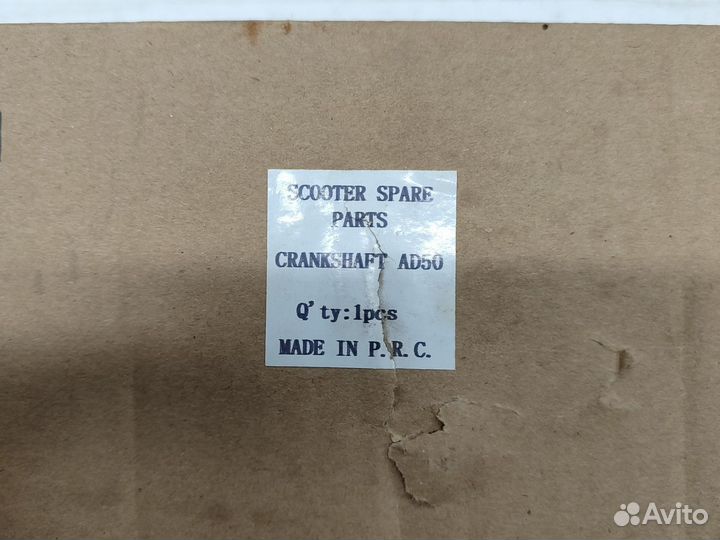 SCOOTER SPARE
PARTS
CRANKSHAFT AD50
Q'ty:1pcs
MADE IN P.R.C.
Avito